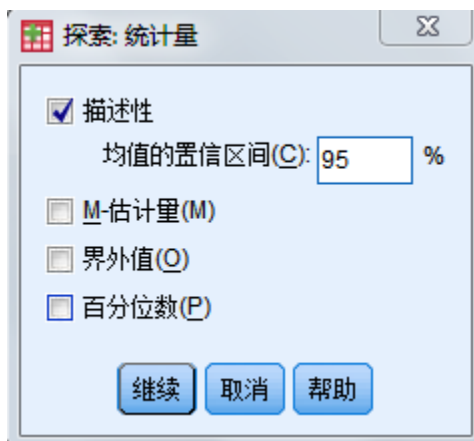 探索: 统计量
描述性
均值的置信区间(C): 95 %
M-估计量(M)
界外值(O)
百分位数(P)
继续 取消 帮助